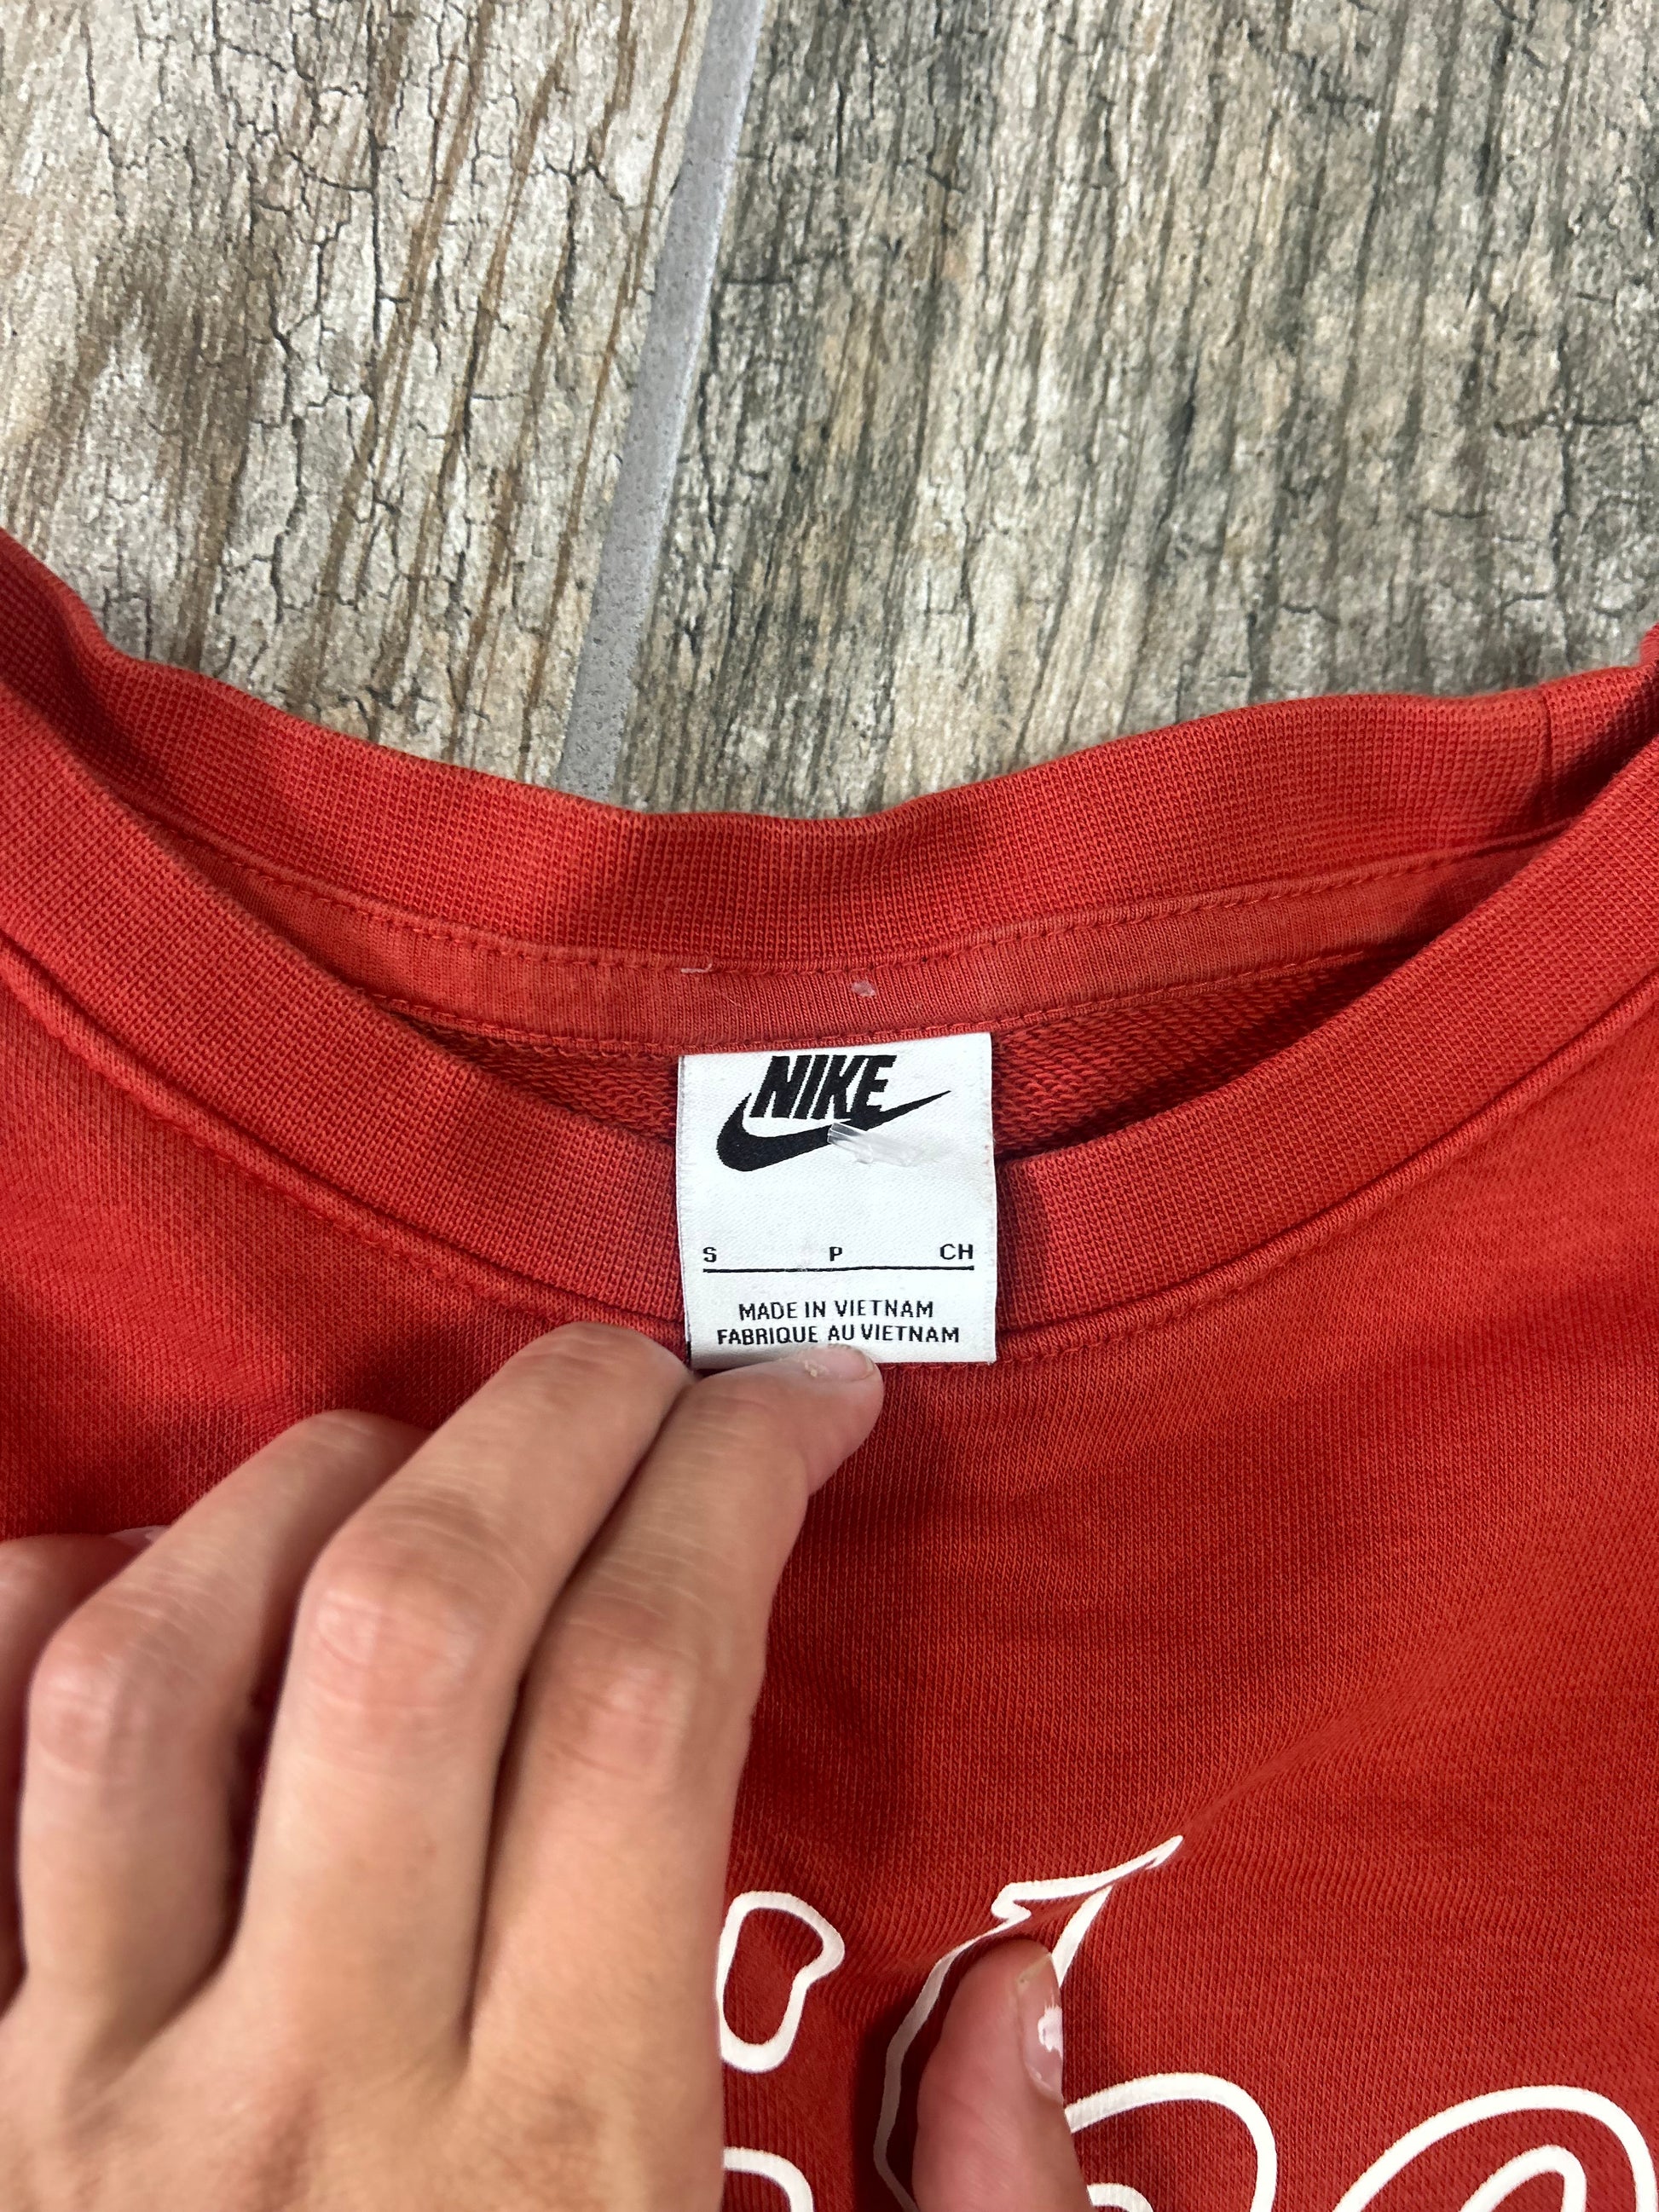 NIKE
S P CH
MADE IN VIETNAM
FABRIQUE AU VIETNAM